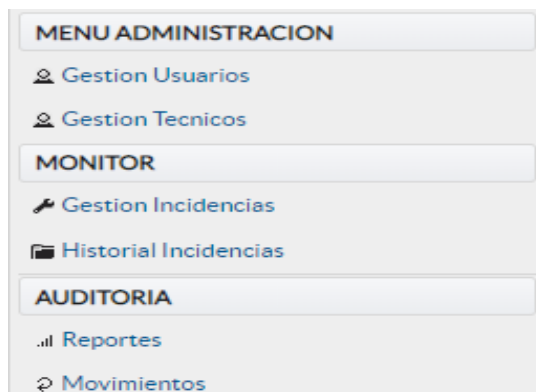 MENU ADMINISTRACION
Gestion Usuarios
Gestion Tecnicos
MONITOR
Gestion Incidencias
Historial Incidencias
AUDITORIA
Reportes
Movimientos